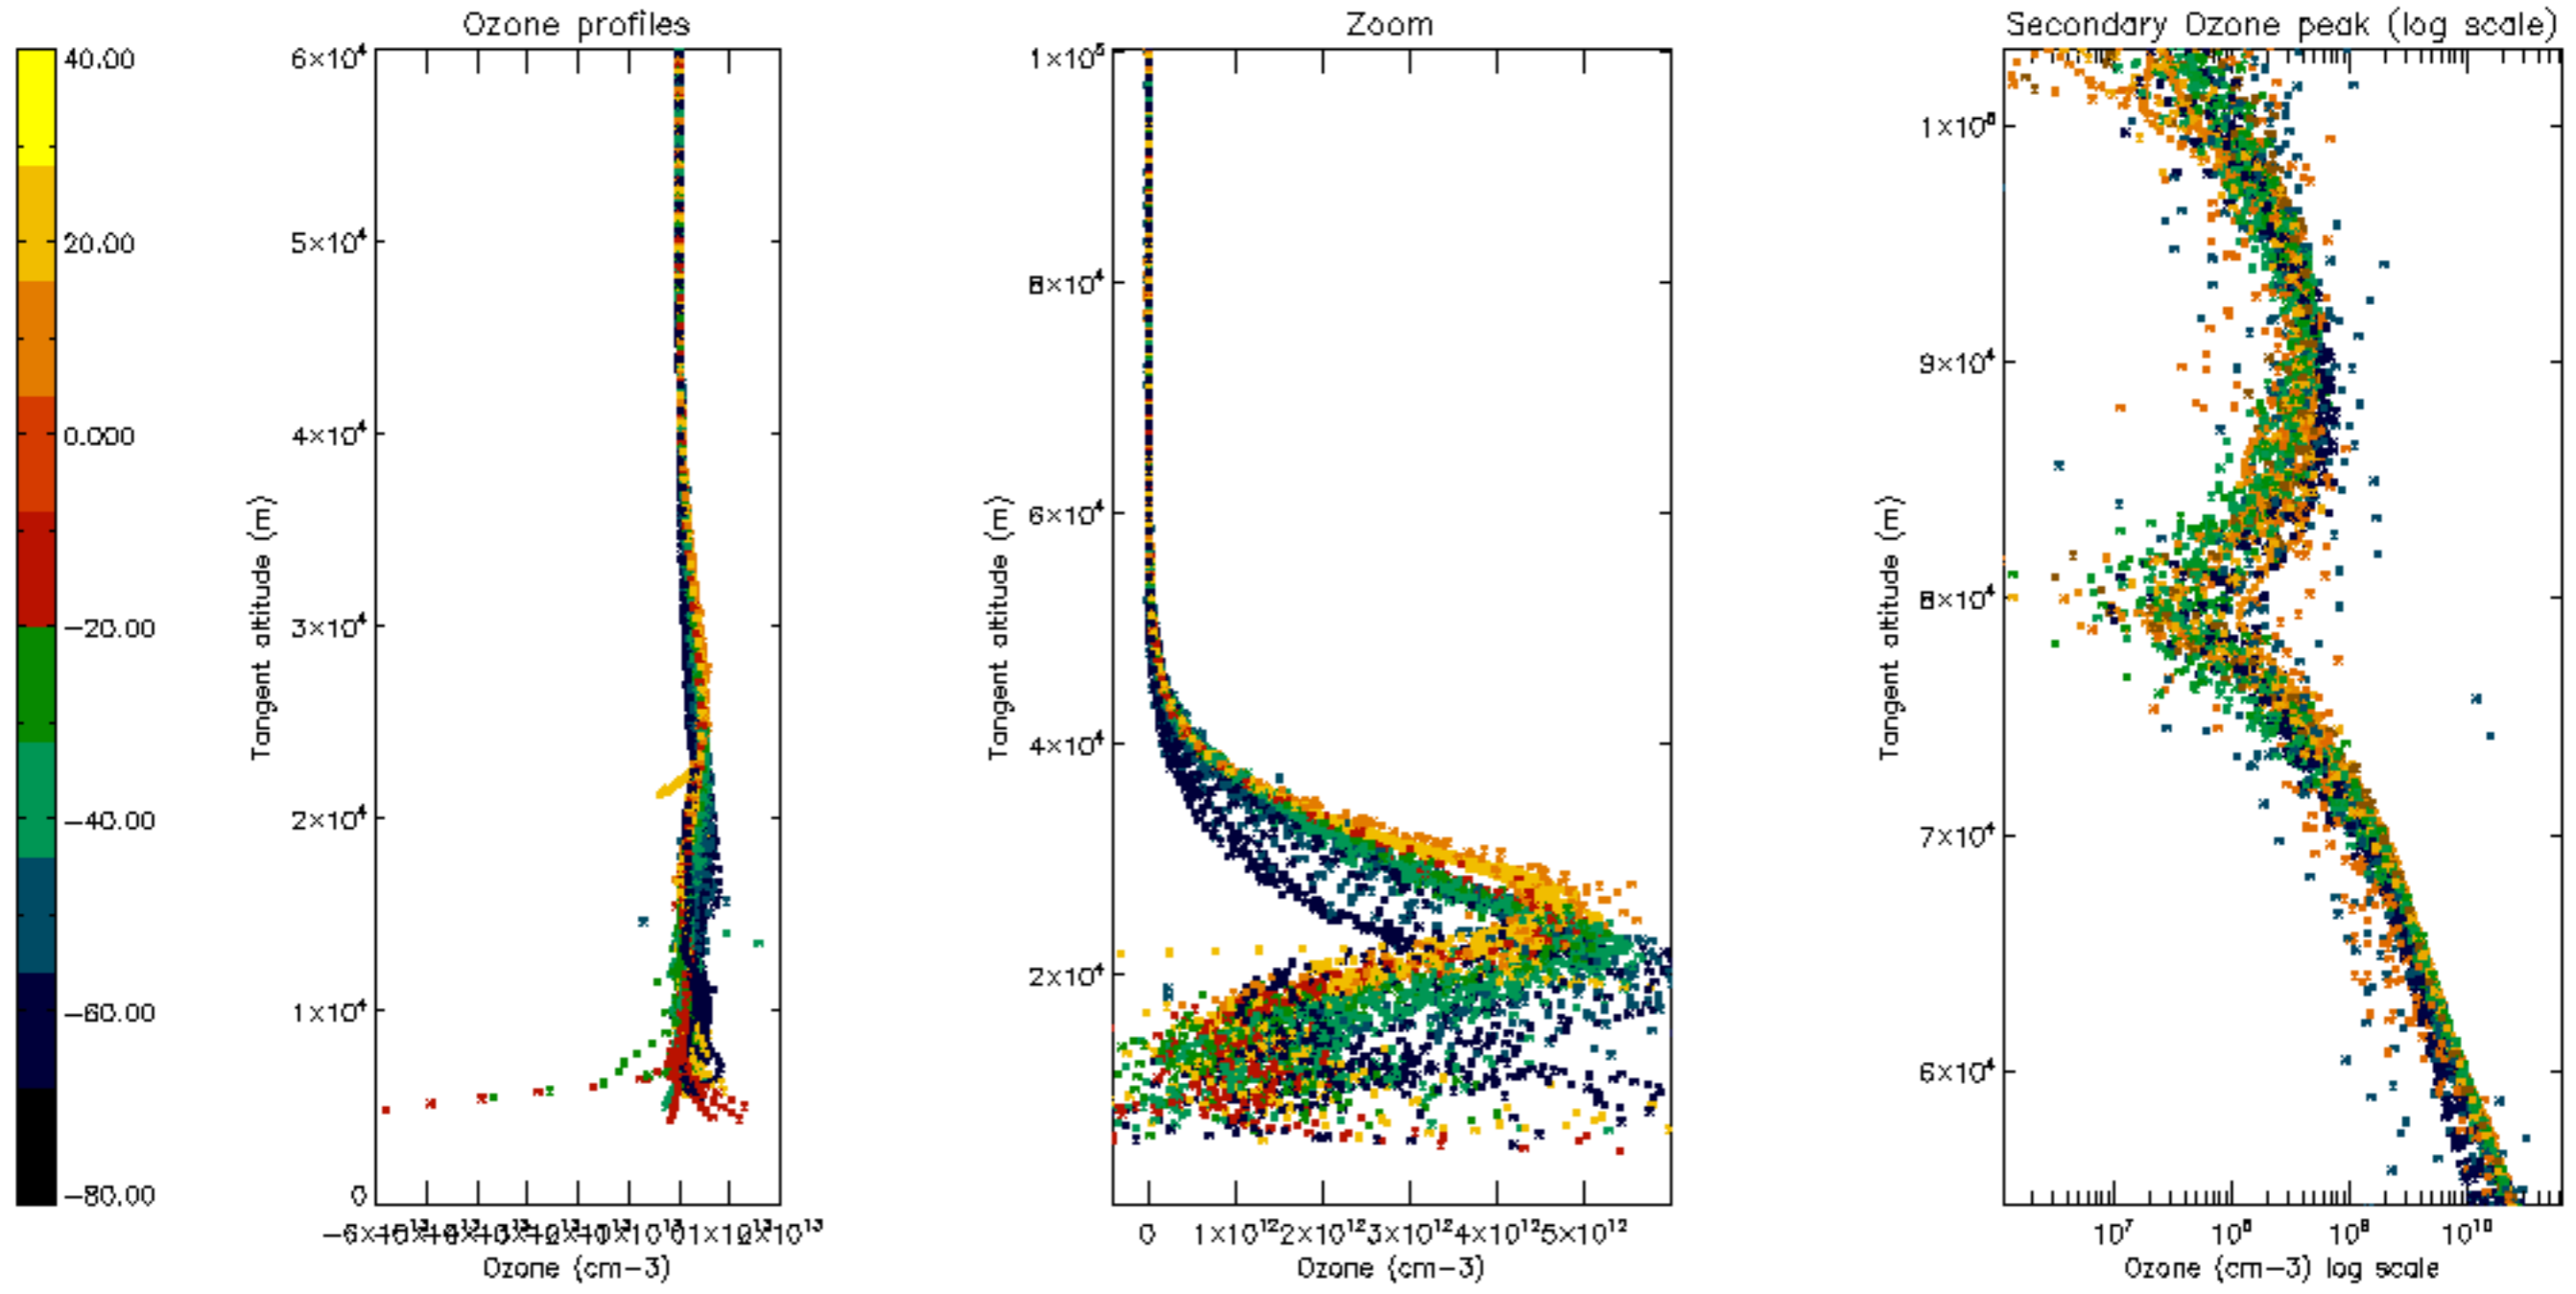 Ozone profiles
Zoom
Secondary Ozone peak (log scale)
40.00
20.00
0.000
−20.00
−40.00
−60.00
−80.00
6×10⁴
5×10⁴
4×10⁴
3×10⁴
2×10⁴
1×10⁴
0
Tangent altitude (m)
Ozone (cm−3)
1×10⁵
8×10⁴
6×10⁴
4×10⁴
2×10⁴
Tangent altitude (m)
0 1×10¹² 2×10¹² 3×10¹² 4×10¹² 5×10¹²
Ozone (cm−3)
9×10⁴
8×10⁴
7×10⁴
6×10⁴
Tangent altitude (m)
10⁷ 10⁸ 10⁹ 10¹⁰
Ozone (cm−3) log scale